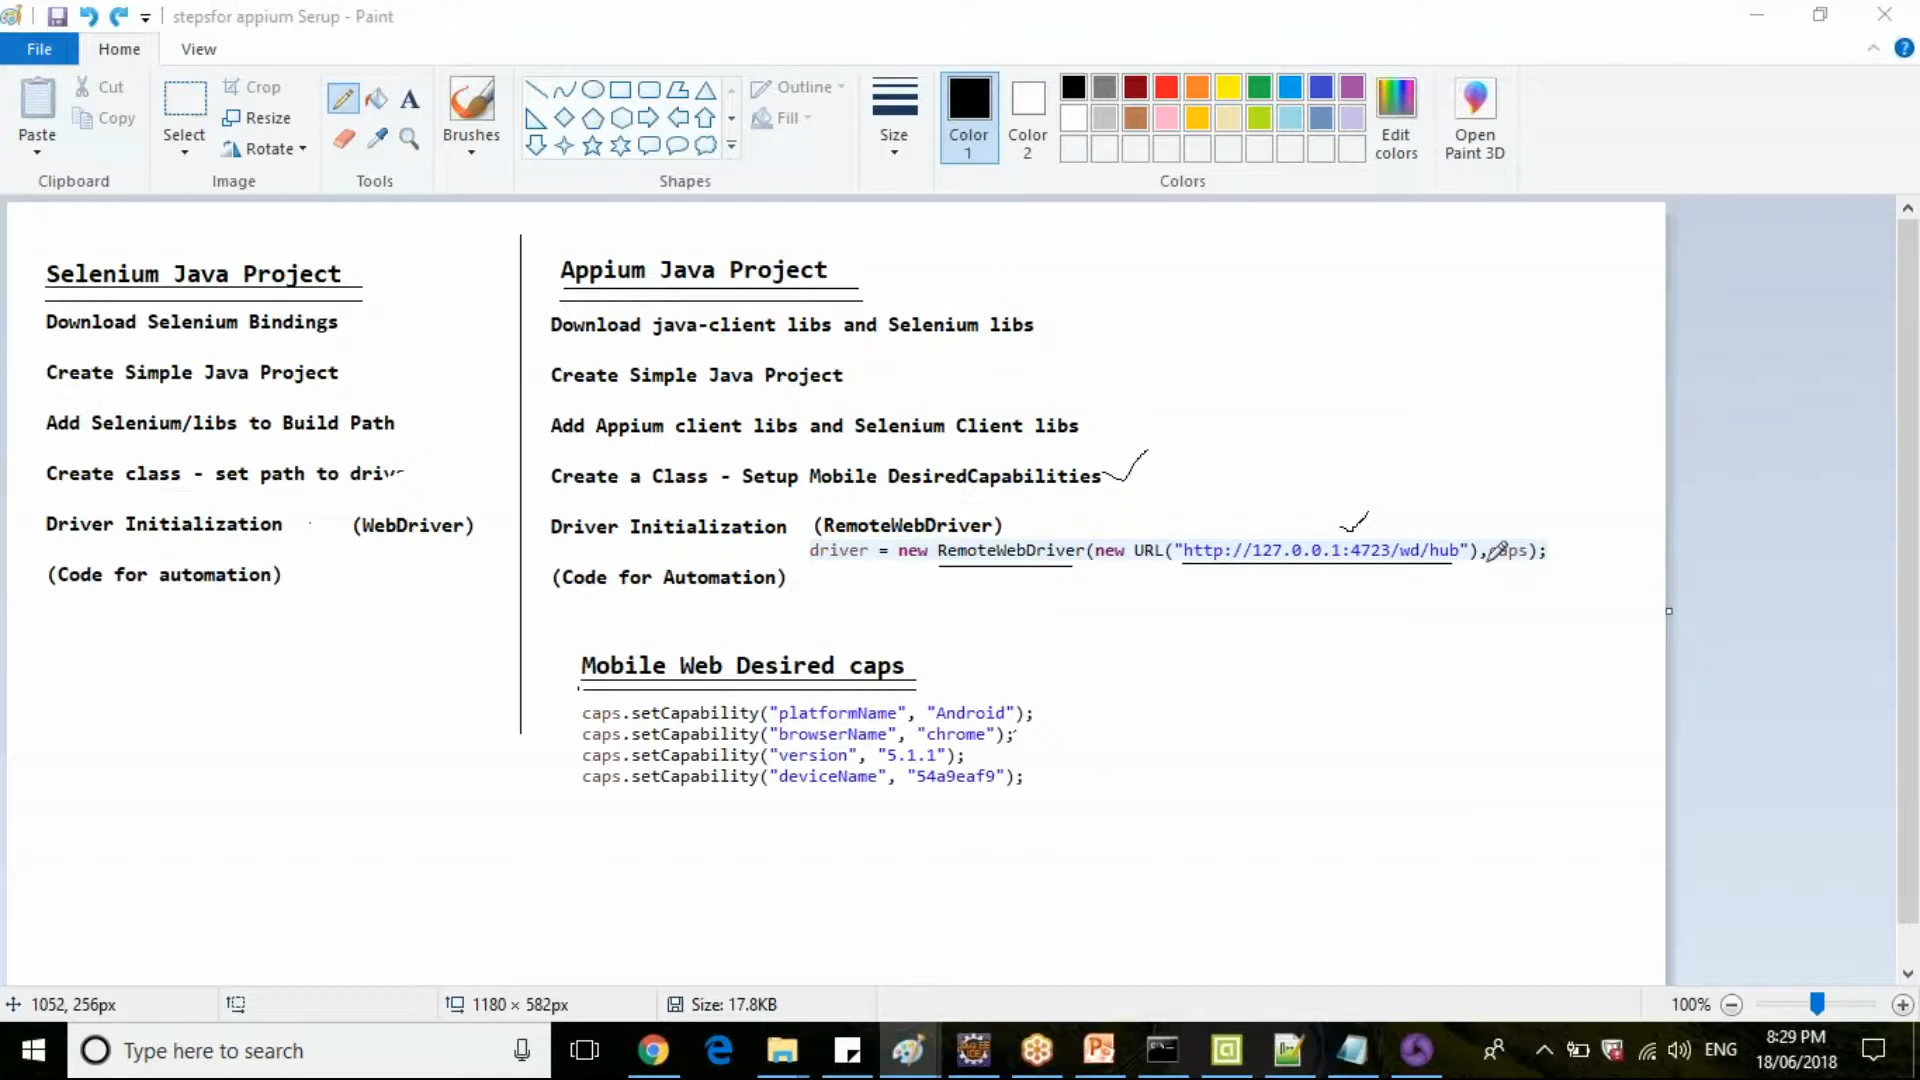 stepsfor appium Serup - Paint
File Home View
Paste
Cut
Copy
Clipboard
Select
Crop
Resize
Rotate
Image
Tools
Brushes
Shapes
Outline
Fill
Size
Color 1
Color 2
Edit colors
Open Paint 3D
Colors
Selenium Java Project
Download Selenium Bindings
Create Simple Java Project
Add Selenium/libs to Build Path
Create class - set path to
Driver Initialization (WebDriver)
(Code for automation)
Appium Java Project
Download java-client libs and Selenium libs
Create Simple Java Project
Add Appium client libs and Selenium Client libs
Create a Class - Setup Mobile DesiredCapabilities
Driver Initialization (RemoteWebDriver)
driver = new RemoteWebDriver(new URL("http://127.0.0.1:4723/wd/hub"),caps);
(Code for Automation)
Mobile Web Desired caps
caps.setCapability("platformName", "Android");
caps.setCapability("browserName", "chrome");
caps.setCapability("version", "5.1.1");
caps.setCapability("deviceName", "54a9eaf9");
1052, 256px
1180 × 582px
Size: 17.8KB
100%
Type here to search
ENG
8:29 PM
18/06/2018